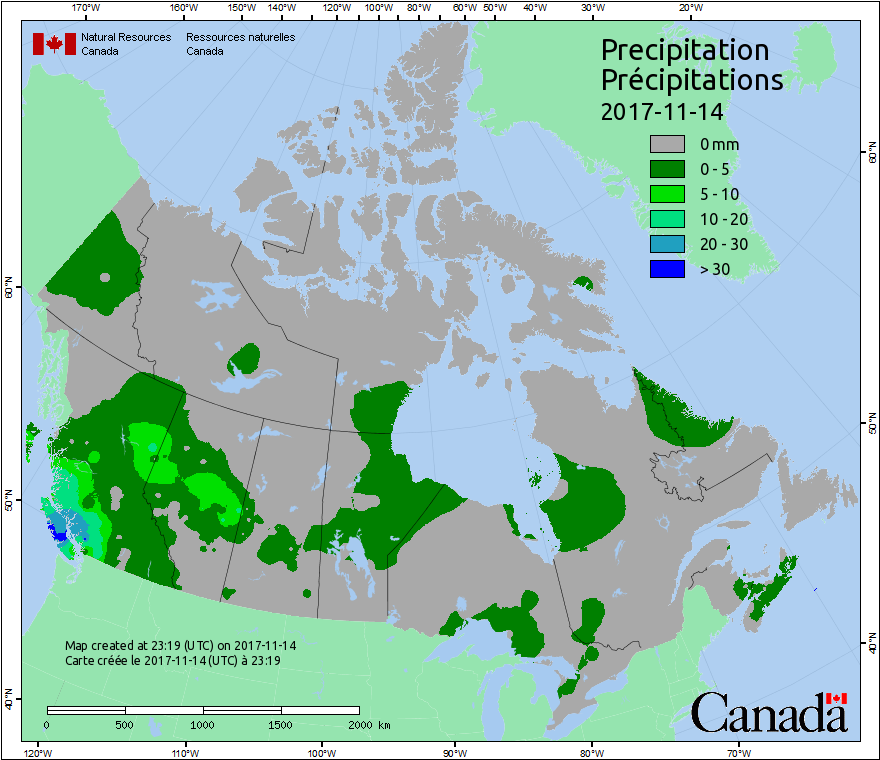 170°W 160°W 150°W 140°W 130°W 120°W 110°W 100°W 90°W 80°W 70°W 60°W 50°W 40°W 30°W 20°W
Natural Resources Canada
Ressources naturelles Canada
Precipitation
Précipitations
2017-11-14
0 mm
0 - 5
5 - 10
10 - 20
20 - 30
> 30
60°N
60°N
50°N
50°N
40°N
40°N
Map created at 23:19 (UTC) on 2017-11-14
Carte créée le 2017-11-14 (UTC) à 23:19
0 500 1000 1500 2000 km
Canada
120°W 110°W 100°W 90°W 80°W 70°W